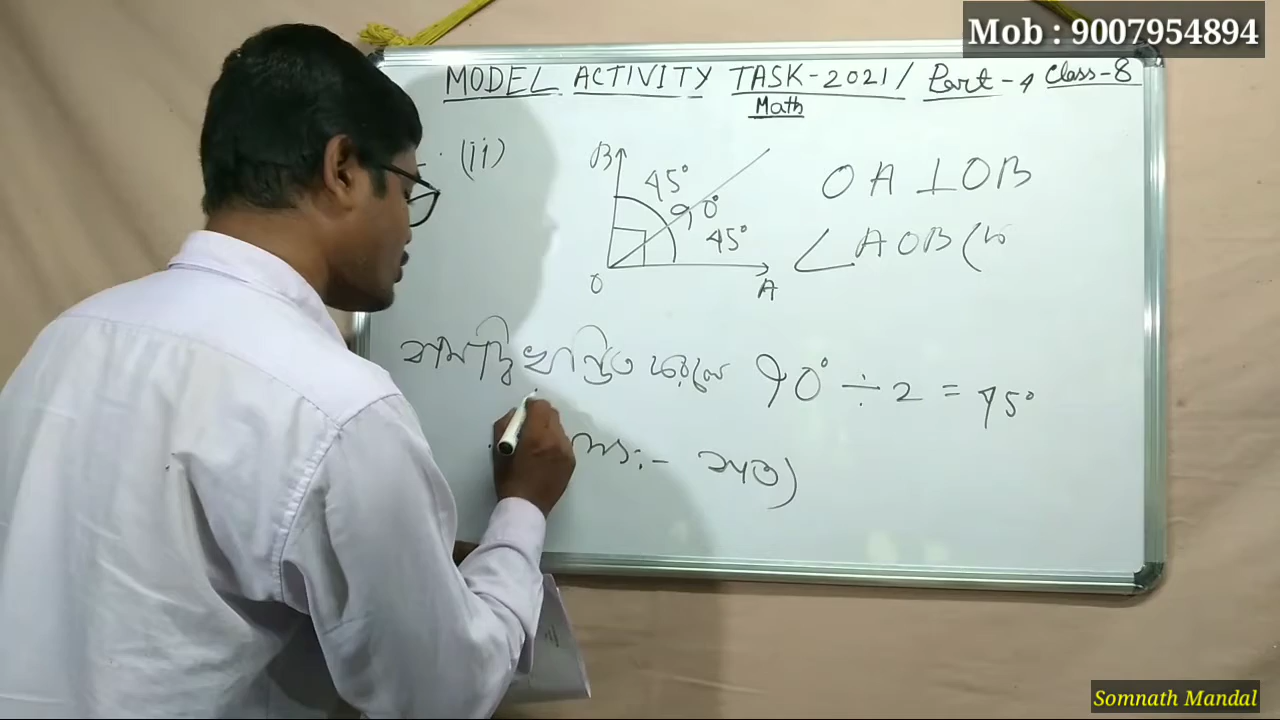 Mob : 9007954894
MODEL ACTIVITY TASK-2021/ Part-4 Class-8
Math
(ii)
B
45°
90°
45°
O
A
OA⊥OB
∠AOB (
সমদ্বিখণ্ডিত করলে 90° ÷ 2 = 45°
:- সত্য
Somnath Mandal